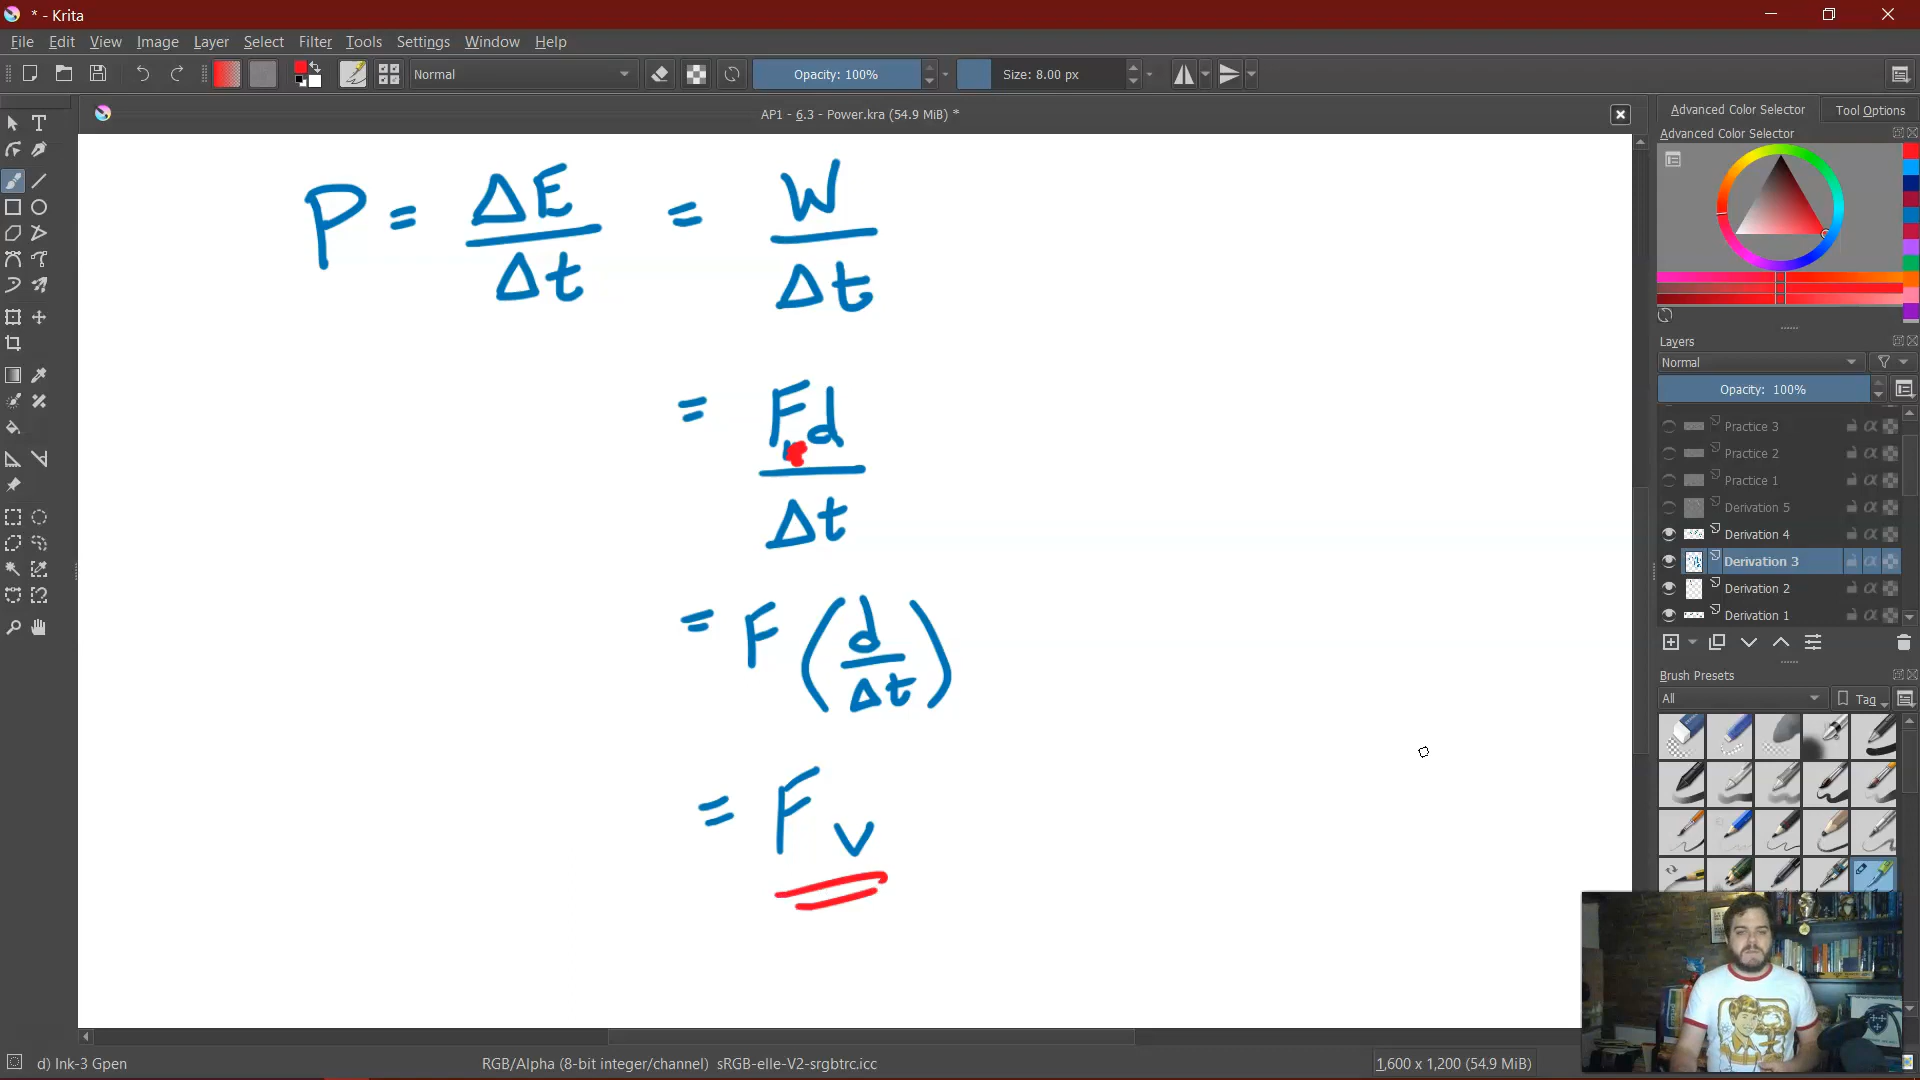 * - Krita
File Edit View Image Layer Select Filter Tools Settings Window Help
Normal Opacity: 100% Size: 8.00 px
AP1 - 6.3 - Power.kra (54.9 MiB) *
Advanced Color Selector Tool Options
Advanced Color Selector
P = ΔE/Δt = W/Δt
= Fd/Δt
= F (d/Δt)
= Fv
Layers
Normal
Opacity: 100%
Practice 3
Practice 2
Practice 1
Derivation 5
Derivation 4
Derivation 3
Derivation 2
Derivation 1
Brush Presets
All Tag
d) Ink-3 Gpen RGB/Alpha (8-bit integer/channel) sRGB-elle-V2-srgbtrc.icc 1,600 x 1,200 (54.9 MiB)